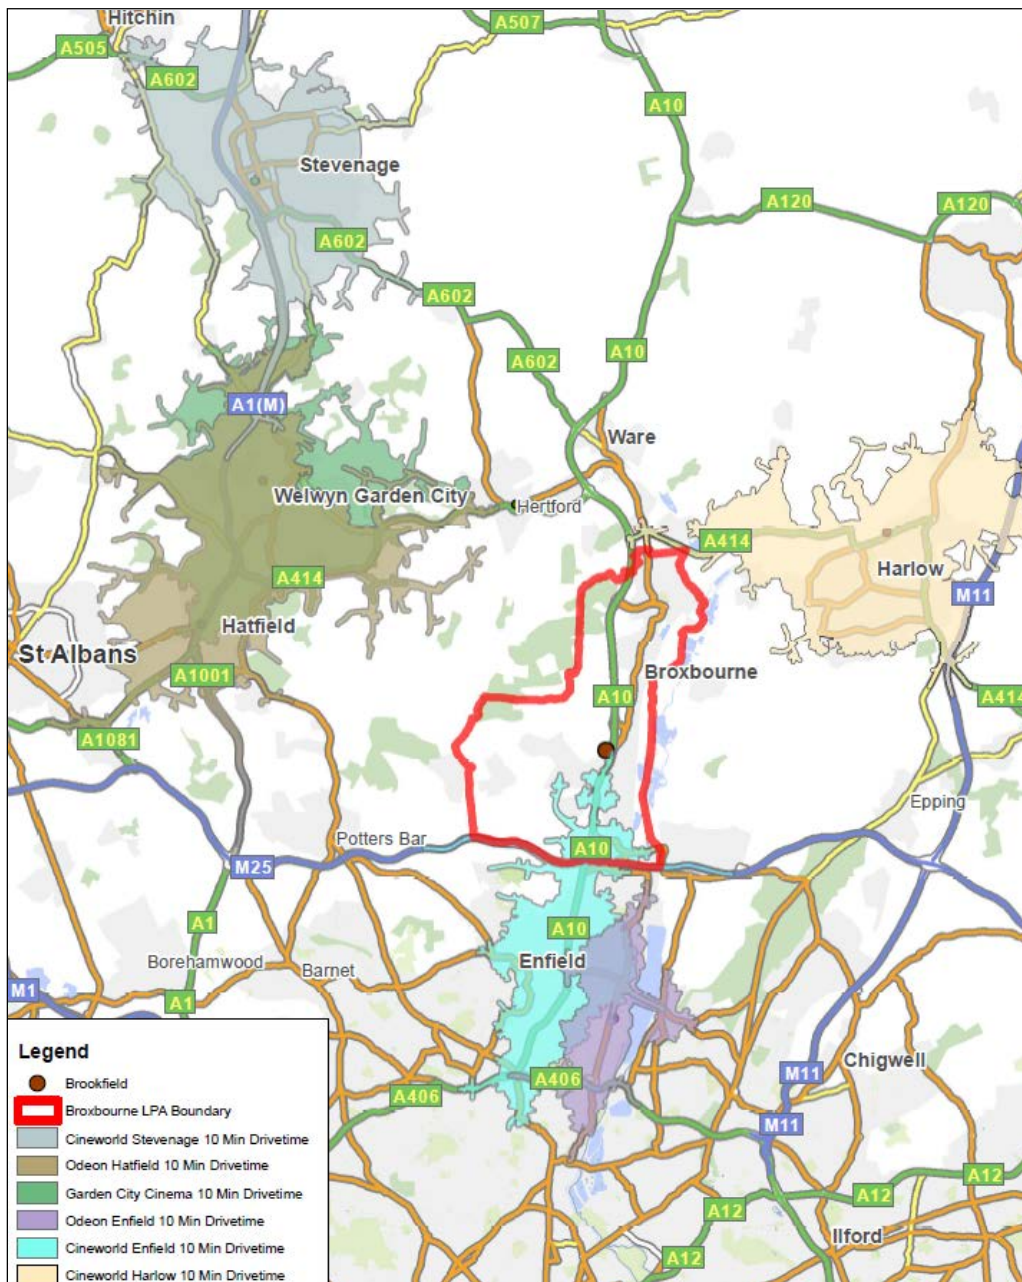 Hitchin
A507
A505
A602
A10
Stevenage
A120
A120
A602
A602
A602
A10
A1(M)
Ware
Welwyn Garden City
Hertford
A414
Harlow
A414
M11
Hatfield
St Albans
A1001
Broxbourne
A10
A414
A1081
Epping
Potters Bar
A10
M25
A1
A10
Enfield
Borehamwood
Barnet
M1
A1
Legend
Brookfield
Broxbourne LPA Boundary
Cineworld Stevenage 10 Min Drivetime
Odeon Hatfield 10 Min Drivetime
Garden City Cinema 10 Min Drivetime
Odeon Enfield 10 Min Drivetime
Cineworld Enfield 10 Min Drivetime
Cineworld Harlow 10 Min Drivetime
Chigwell
A406
A406
M11
M11
A12
A12
A12
Ilford
A12